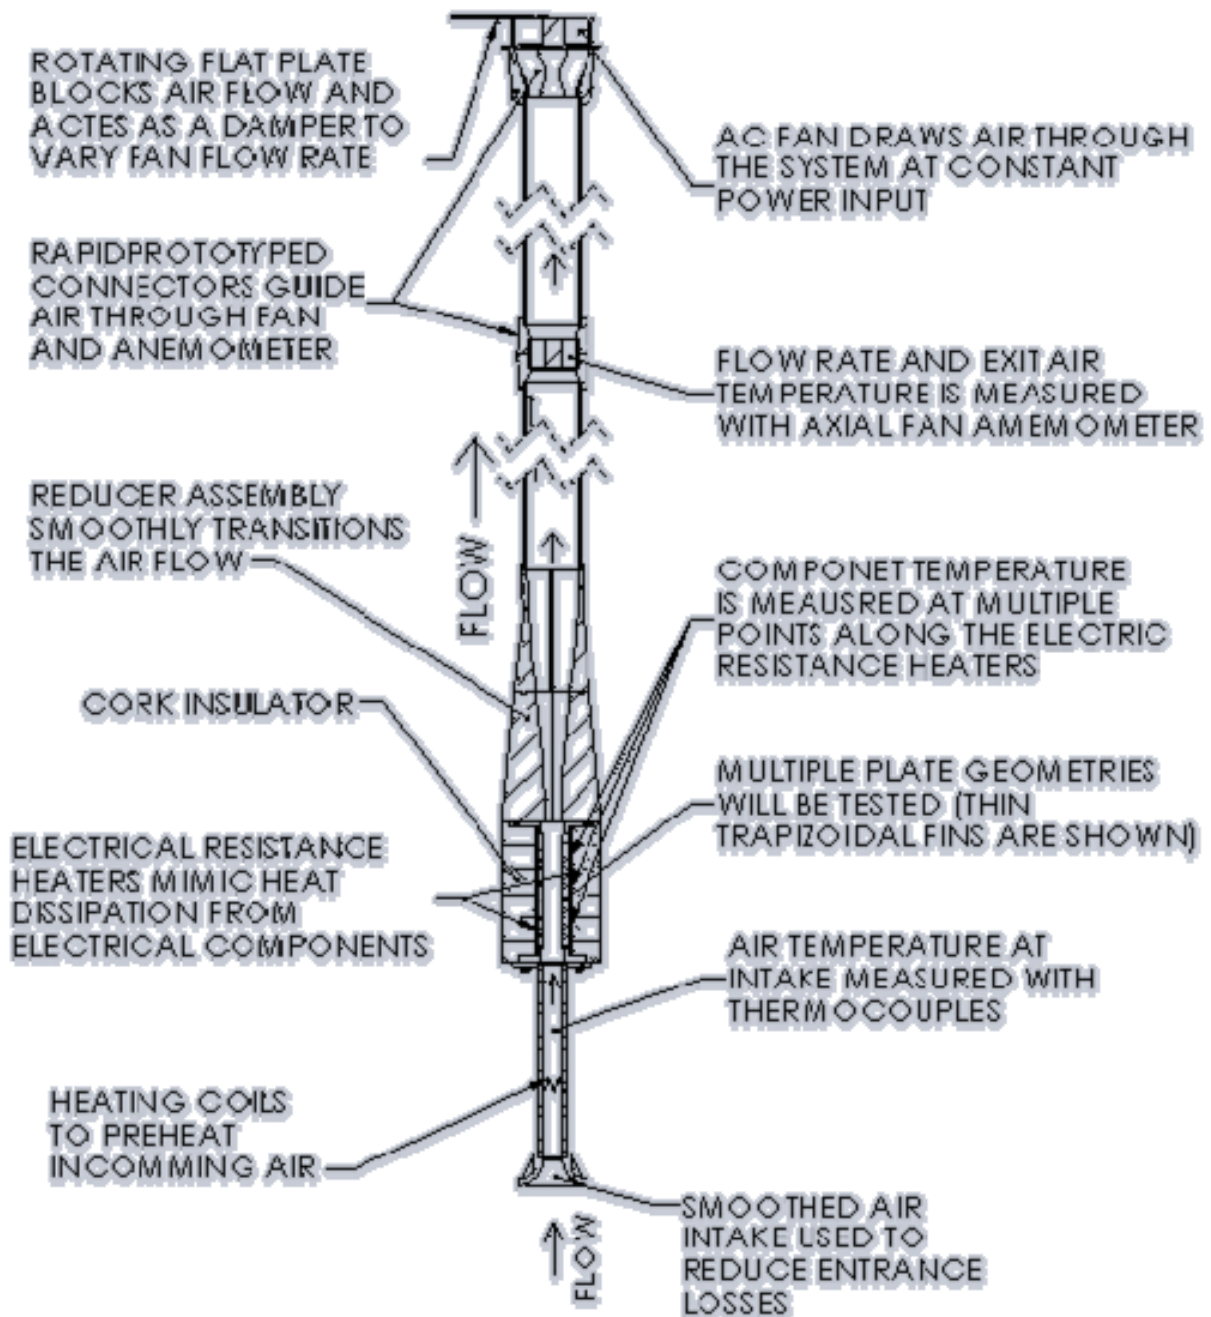 ROTATING FLAT PLATE
BLOCKS AIR FLOW AND
ACTES AS A DAMPER TO
VARY FAN FLOW RATE
AC FAN DRAWS AIR THROUGH
THE SYSTEM AT CONSTANT
POWER INPUT
RAPIDPROTOTYPED
CONNECTORS GUIDE
AIR THROUGH FAN
AND ANEMOMETER
FLOW RATE AND EXIT AIR
TEMPERATURE IS MEASURED
WITH AXIAL FAN AMEMOMETER
REDUCER ASSEMBLY
SMOOTHLY TRANSITIONS
THE AIR FLOW
FLOW
COMPONET TEMPERATURE
IS MEAUSRED AT MULTIPLE
POINTS ALONG THE ELECTRIC
RESISTANCE HEATERS
CORK INSULATOR
MULTIPLE PLATE GEOMETRIES
WILL BE TESTED (THIN
TRAPIZOIDAL FINS ARE SHOWN)
ELECTRICAL RESISTANCE
HEATERS MIMIC HEAT
DISSIPATION FROM
ELECTRICAL COMPONENTS
AIR TEMPERATURE AT
INTAKE MEASURED WITH
THERMOCOUPLES
HEATING COILS
TO PREHEAT
INCOMMING AIR
SMOOTHED AIR
INTAKE USED TO
REDUCE ENTRANCE
LOSSES
FLOW